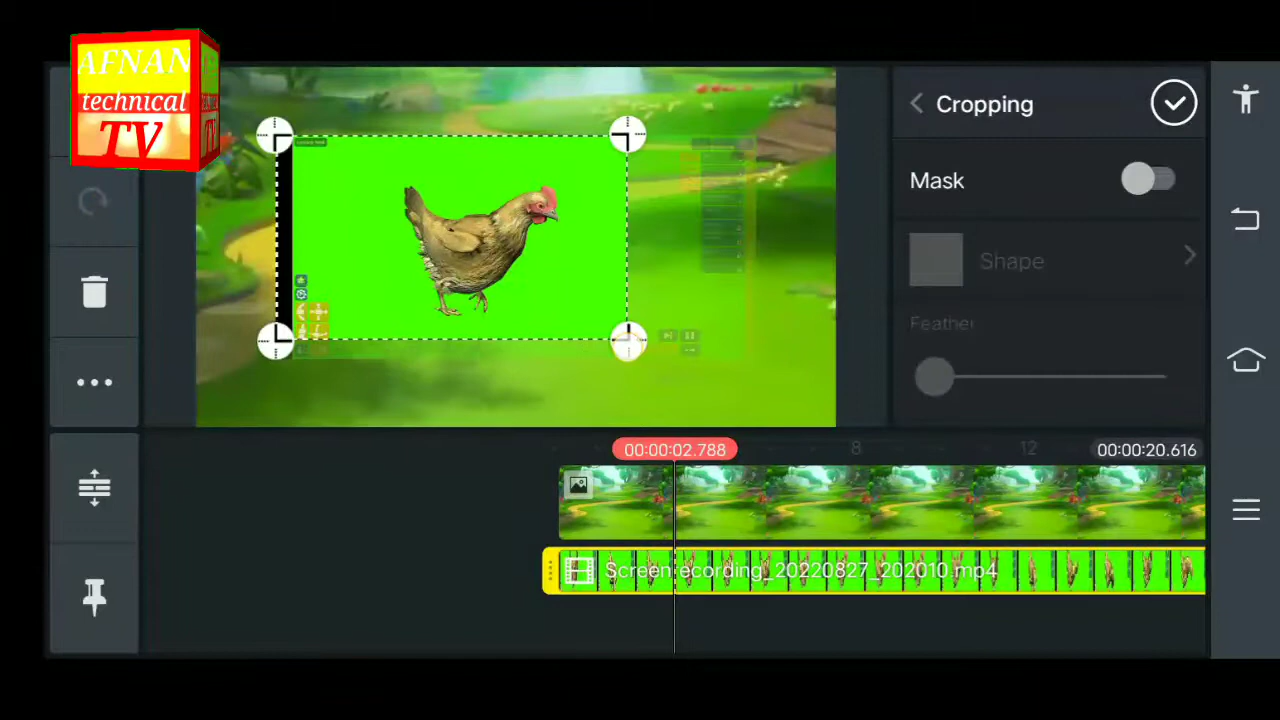 AFNAN
technical
TV
Cropping
Mask
Shape
Feather
00:00:02.788
8
12
00:00:20.616
Screen
ecording_20220827_202010.mp4